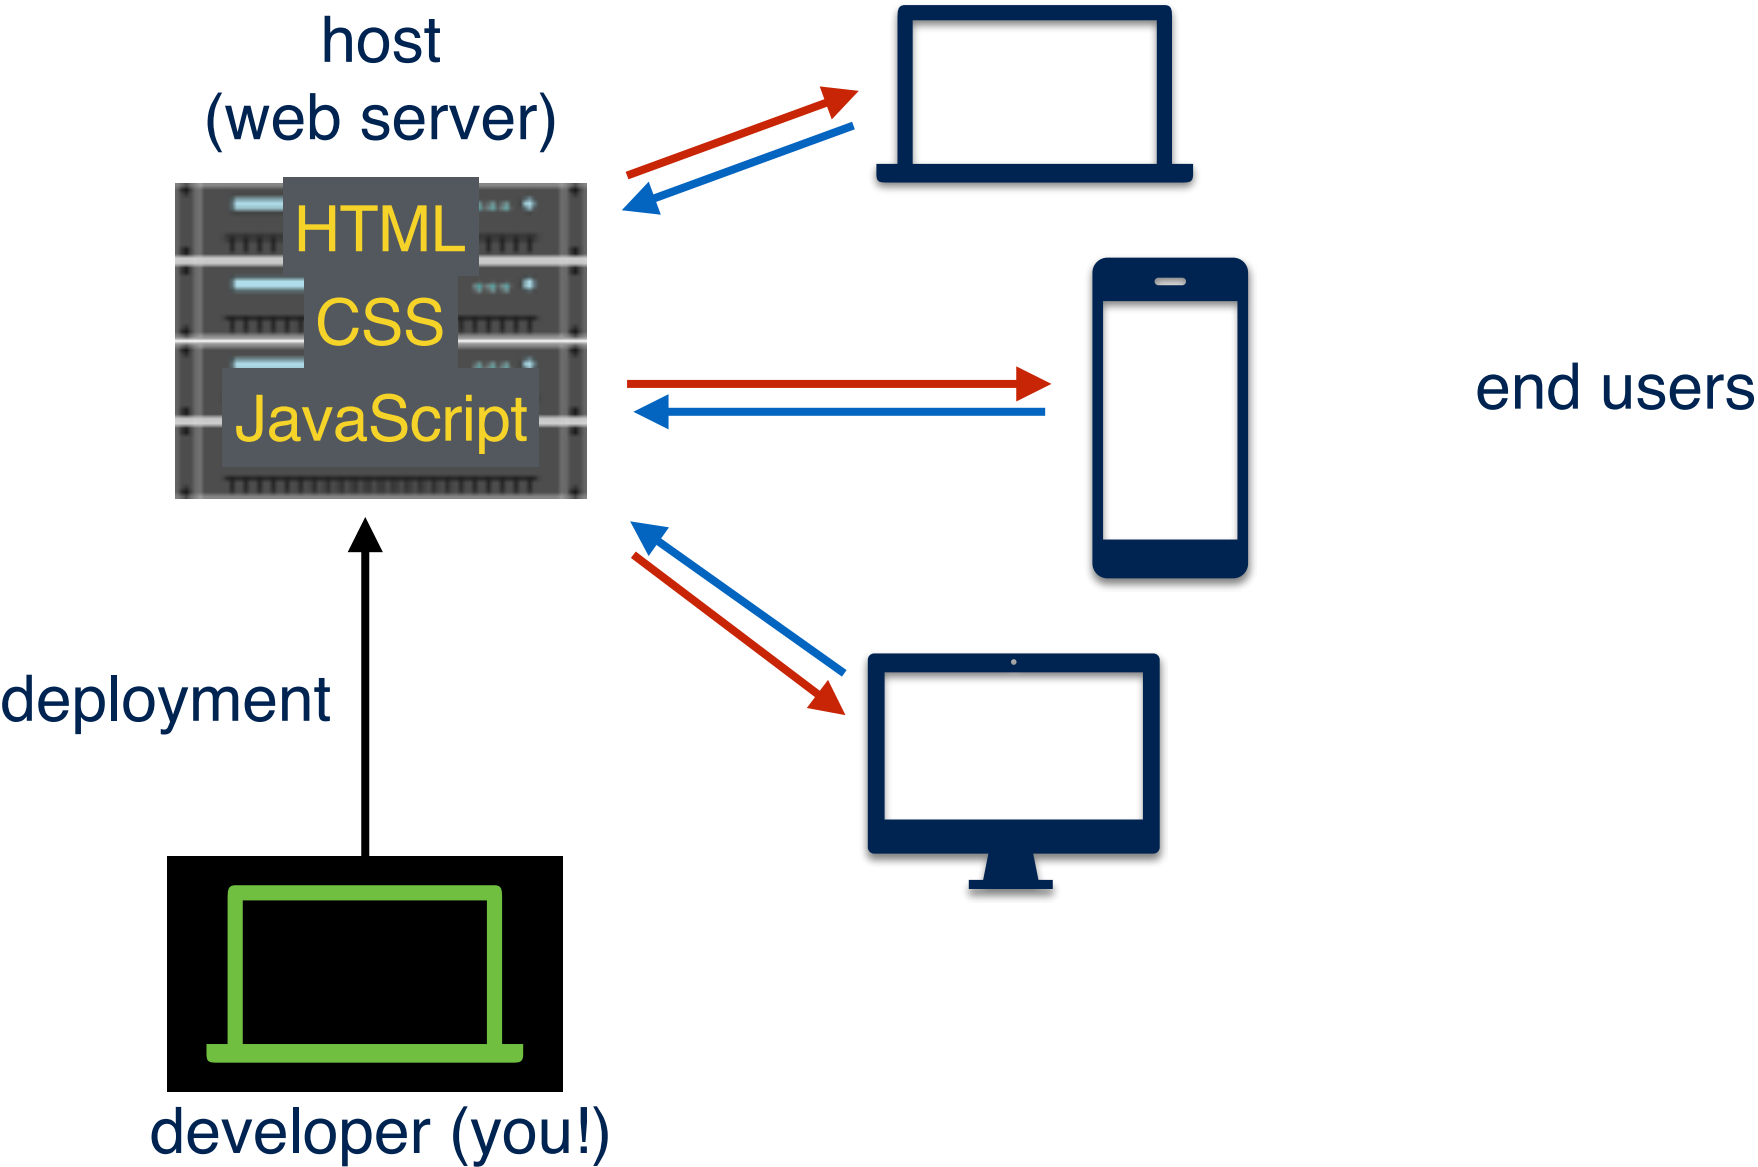 host
(web server)
HTML
CSS
JavaScript
end users
deployment
developer (you!)